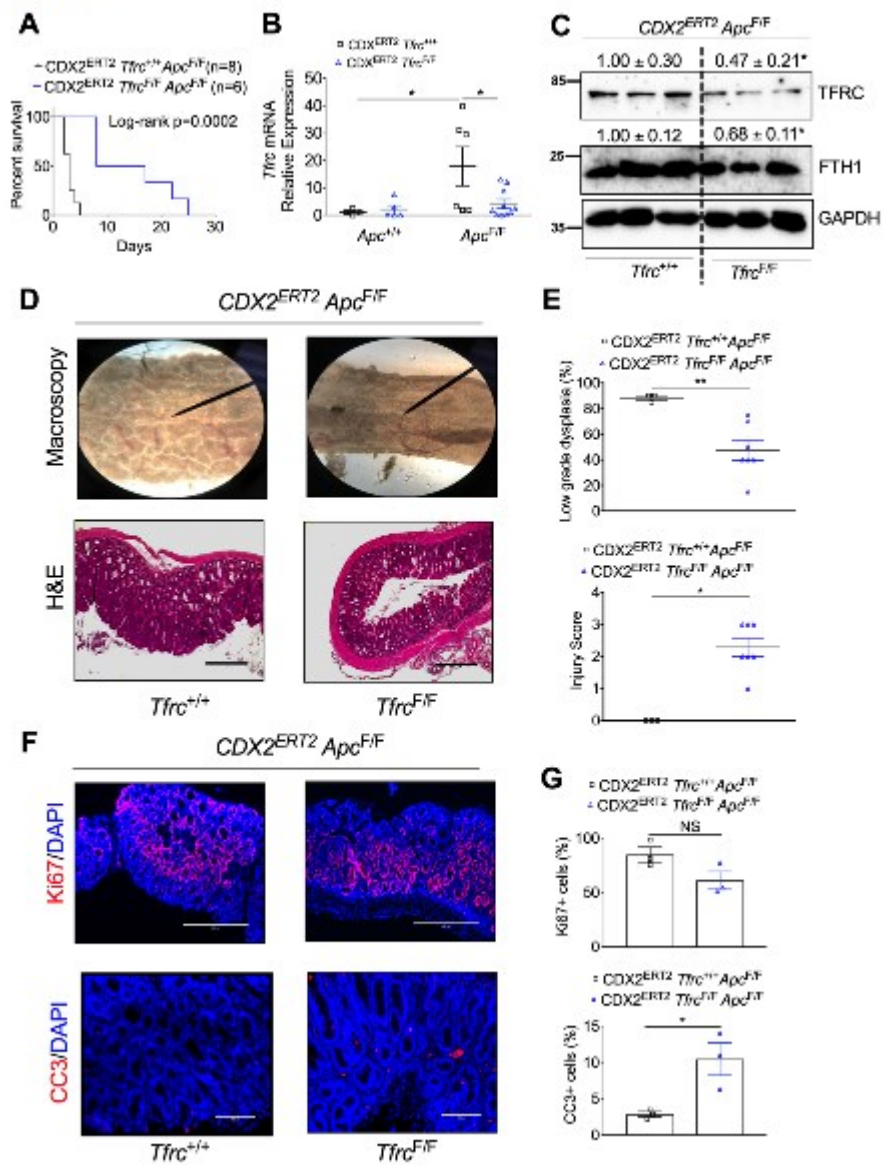 A
CDX2ERT2 Tfrc+/+ApcF/F(n=8)
CDX2ERT2 TfrcF/F ApcF/F(n=6)
Log-rank p=0.0002
Percent survival
100
50
0
0 10 20 30
Days
B
CDXERT2 Tfrc+/+
CDXERT2 TfrcF/F
Tfrc mRNA
Relative Expression
50
40
30
20
10
0
* *
Apc+/+ ApcF/F
C
CDX2ERT2 ApcF/F
1.00 ± 0.30 0.47 ± 0.21*
85
TFRC
1.00 ± 0.12 0.68 ± 0.11*
25
FTH1
35
GAPDH
Tfrc+/+ TfrcF/F
D
CDX2ERT2 ApcF/F
Macroscopy
H&E
Tfrc+/+ TfrcF/F
E
CDX2ERT2 Tfrc+/+ApcF/F
CDX2ERT2 TfrcF/F ApcF/F
Low grade dysplasia (%)
**
100
80
60
40
20
0
CDX2ERT2 Tfrc+/+ApcF/F
CDX2ERT2 TfrcF/F ApcF/F
Injury Score
*
4
3
2
1
0
F
CDX2ERT2 ApcF/F
Ki67/DAPI
CC3/DAPI
Tfrc+/+ TfrcF/F
G
CDX2ERT2 Tfrc+/+ApcF/F
CDX2ERT2 TfrcF/F ApcF/F
NS
Ki67+ cells (%)
100
50
0
CDX2ERT2 Tfrc+/+ApcF/F
CDX2ERT2 TfrcF/F ApcF/F
*
CC3+ cells (%)
15
10
5
0